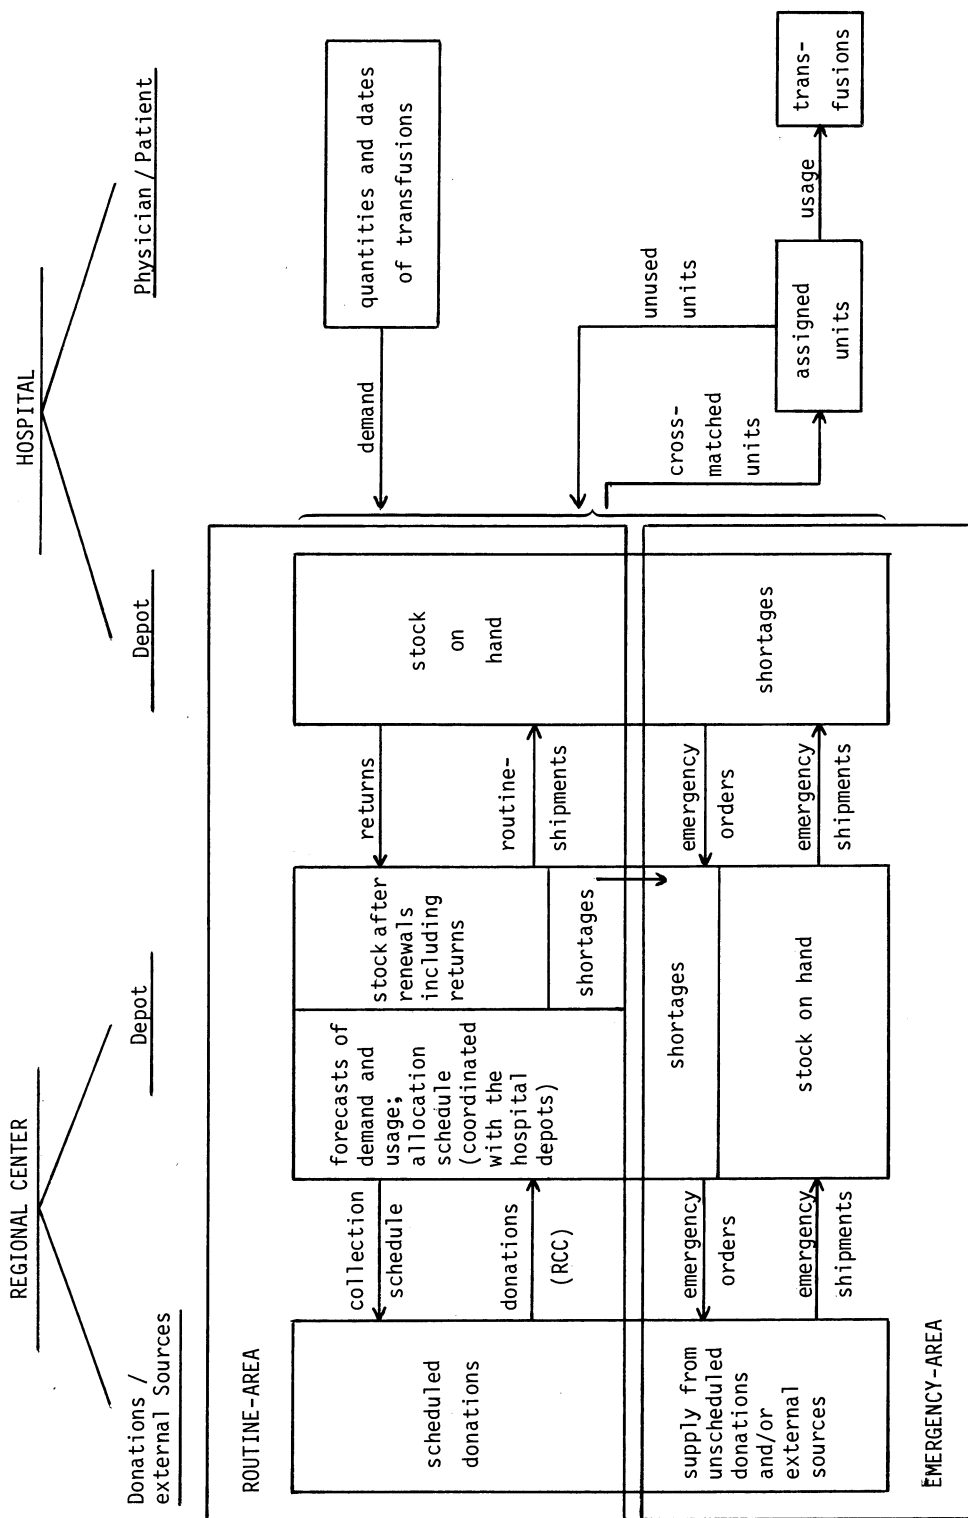 REGIONAL CENTER
HOSPITAL
Donations /
external Sources
Depot
Depot
Physician / Patient
ROUTINE-AREA
scheduled
donations
collection
schedule
donations
(RCC)
forecasts of
demand and
usage;
allocation
schedule
(coordinated
with the
hospital
depots)
stock after
renewals
including
returns
shortages
returns
routine-
shipments
stock
on
hand
demand
quantities and dates
of transfusions
supply from
unscheduled
donations
and/or
external
sources
emergency
orders
emergency
shipments
shortages
stock on hand
emergency
orders
emergency
shipments
shortages
cross-
matched
units
unused
units
assigned
units
usage
trans-
fusions
EMERGENCY-AREA